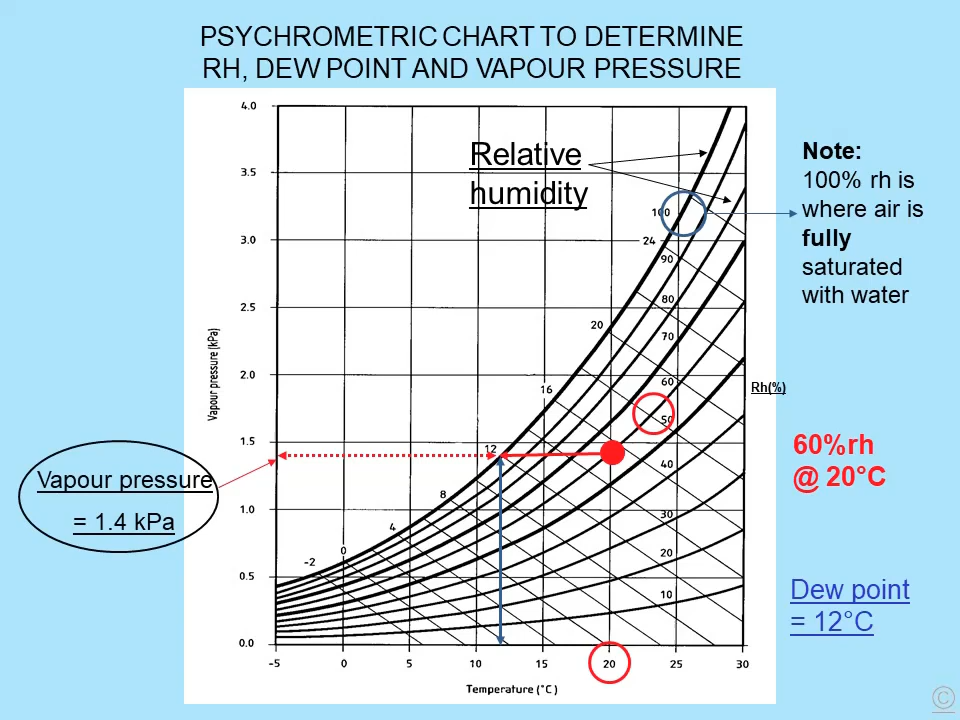 PSYCHROMETRIC CHART TO DETERMINE
RH, DEW POINT AND VAPOUR PRESSURE
4.0
3.5
3.0
2.5
2.0
1.5
1.0
0.5
0.0
Vapour pressure (kPa)
Relative
humidity
100
24
90
20
80
70
16
60
50
12
40
8
30
4
20
0
-2
10
Rh(%)
-5
0
5
10
15
20
25
30
Temperature (°C)
Vapour pressure
= 1.4 kPa
Note:
100% rh is
where air is
fully
saturated
with water
60%rh
@ 20°C
Dew point
= 12°C
©